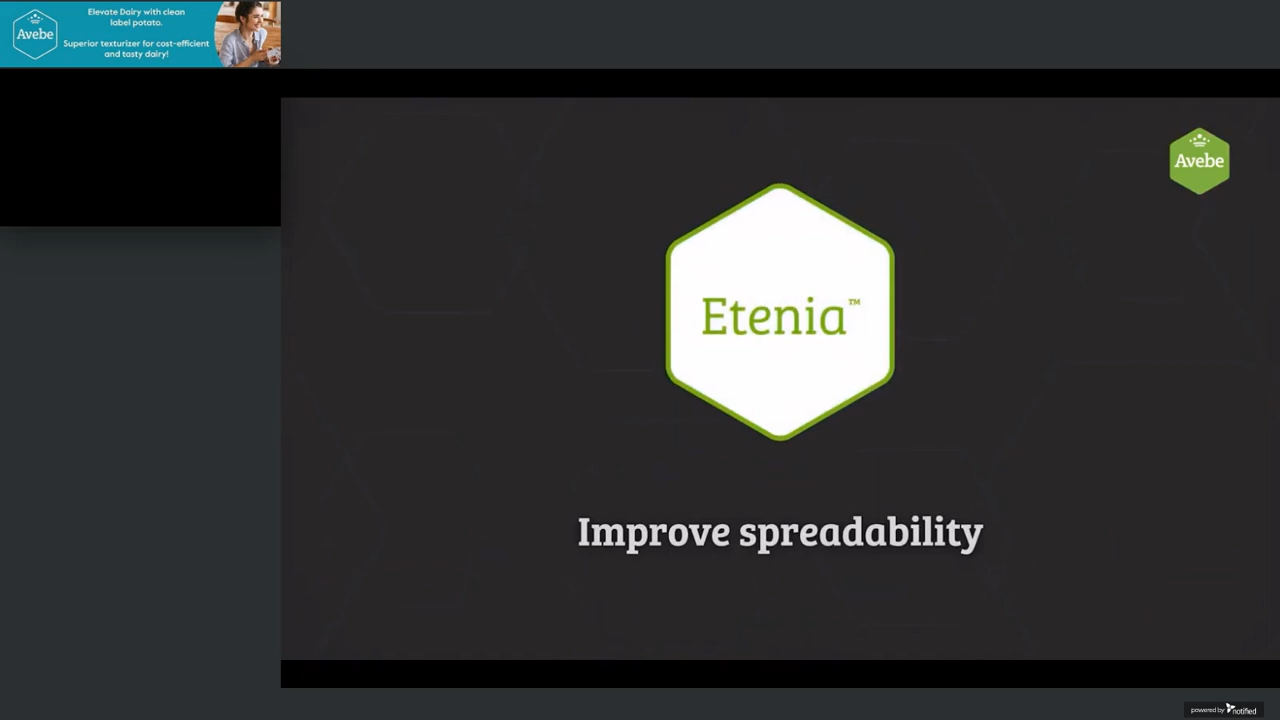 Avebe
Elevate Dairy with clean
label potato.
Superior texturizer for cost-efficient
and tasty dairy!
Avebe
Etenia™
Improve spreadability
powered by notified